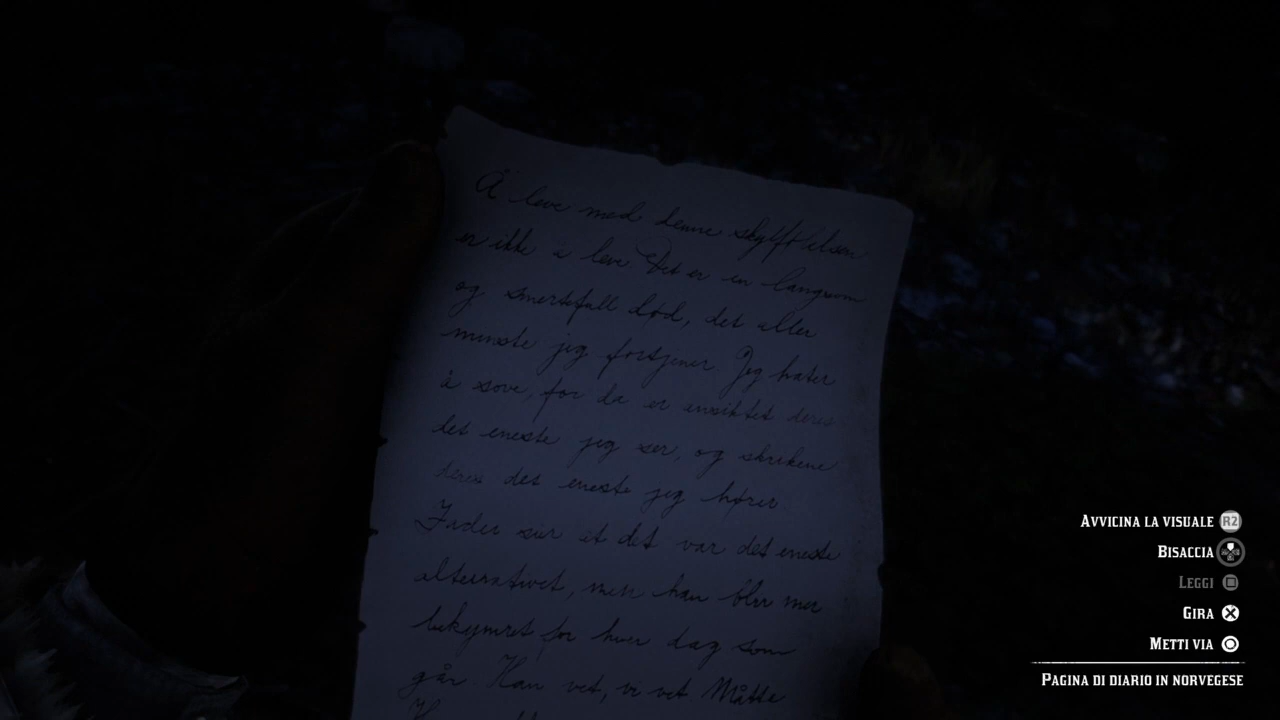 Å leve med denne skyldfølelsen
er ikke å leve. Det er en langsom
og smertefull død, det aller
minste jeg fortjener. Jeg hater
å sove, for da er ansiktet deres
det eneste jeg ser, og skrikene
deres det eneste jeg hører.
Fader sier at det var det eneste
alternativet, men han blir mer
bekymret for hver dag som
går. Han vet, vi vet. Måtte
AVVICINA LA VISUALE R2
BISACCIA
LEGGI
GIRA
METTI VIA
PAGINA DI DIARIO IN NORVEGESE